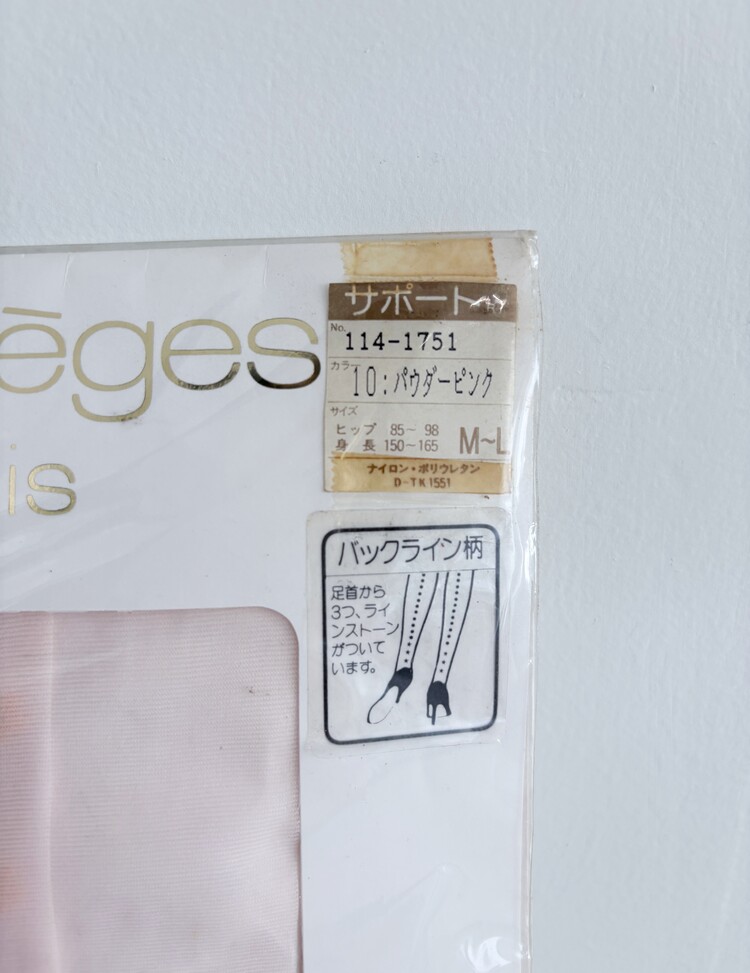 èges
is
サポート
No.
114-1751
カラー
10:パウダーピンク
サイズ
ヒップ 85～98
身長 150～165 M～L
ナイロン・ポリウレタン
D-TK1551
バックライン柄
足首から
3つ、ライ
ンストーン
がついて
います。